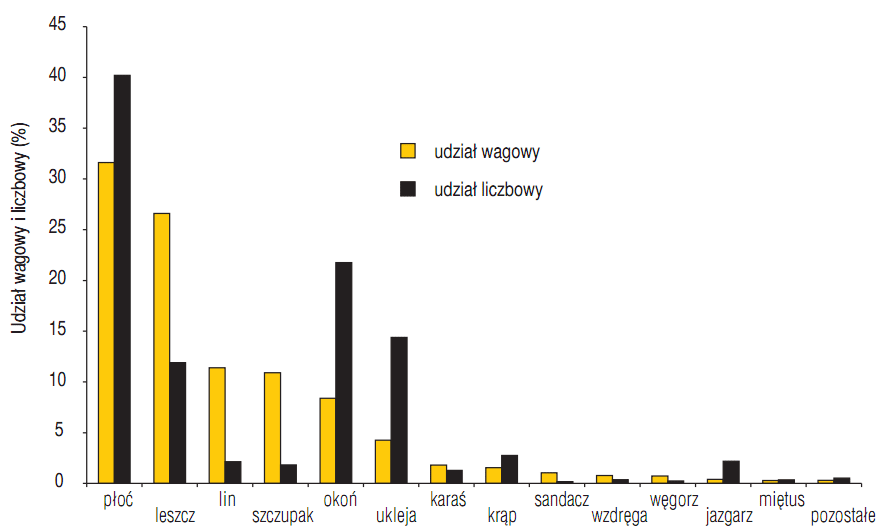 Udział wagowy i liczbowy (%)
45
40
35
30
25
20
15
10
5
0
udział wagowy
udział liczbowy
płoć
leszcz
lin
szczupak
okoń
ukleja
karaś
krąp
sandacz
wzdręga
węgorz
jazgarz
miętus
pozostałe